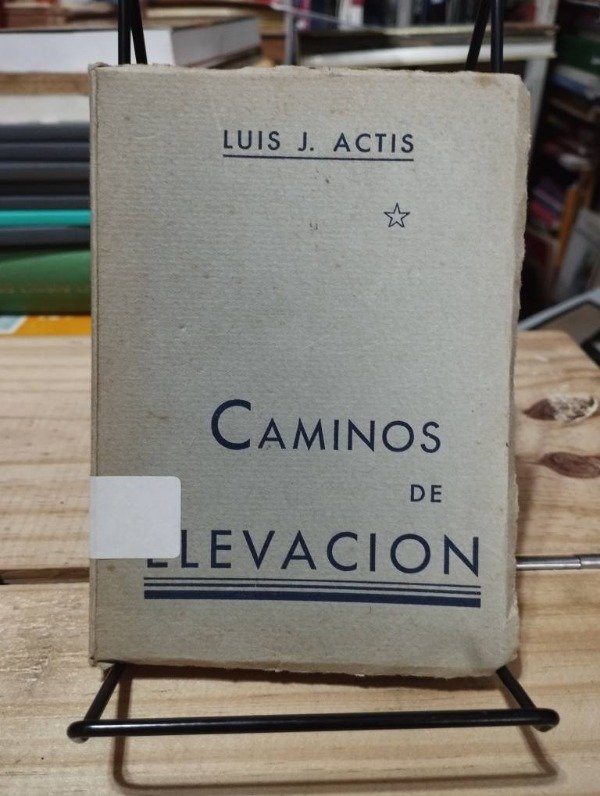 LUIS J. ACTIS
CAMINOS
DE
ELEVACION